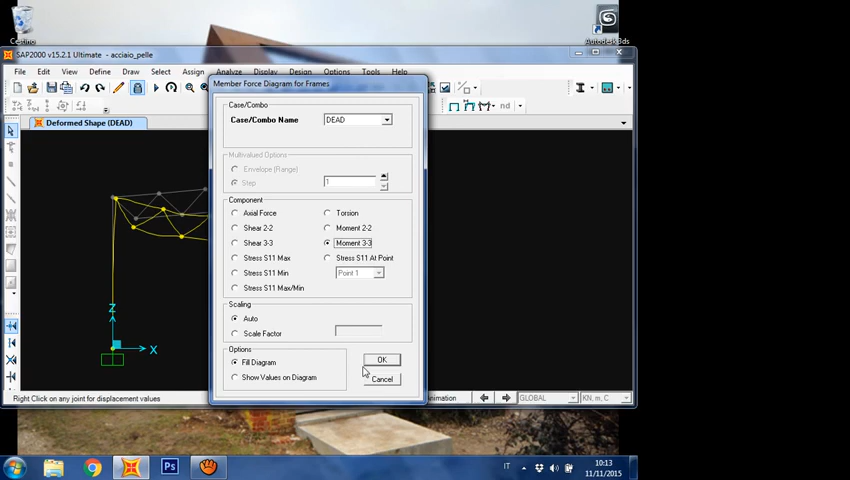 Cestino
Autodesk 3ds
SAP2000 v15.2.1 Ultimate - acciaio_pelle
File Edit View Define Draw Select Assign Analyze Display Design Options Tools Help
nd
Deformed Shape (DEAD)
Member Force Diagram for Frames
Case/Combo
Case/Combo Name DEAD
Multivalued Options
Envelope (Range)
Step 1
Component
Axial Force Torsion
Shear 2-2 Moment 2-2
Shear 3-3 Moment 3-3
Stress S11 Max Stress S11 At Point
Stress S11 Min Point 1
Stress S11 Max/Min
Scaling
Auto
Scale Factor
Options
Fill Diagram OK
Show Values on Diagram Cancel
Z
X
Right Click on any joint for displacement values
Animation GLOBAL KN, m, C
Ps
IT
10:13
11/11/2015